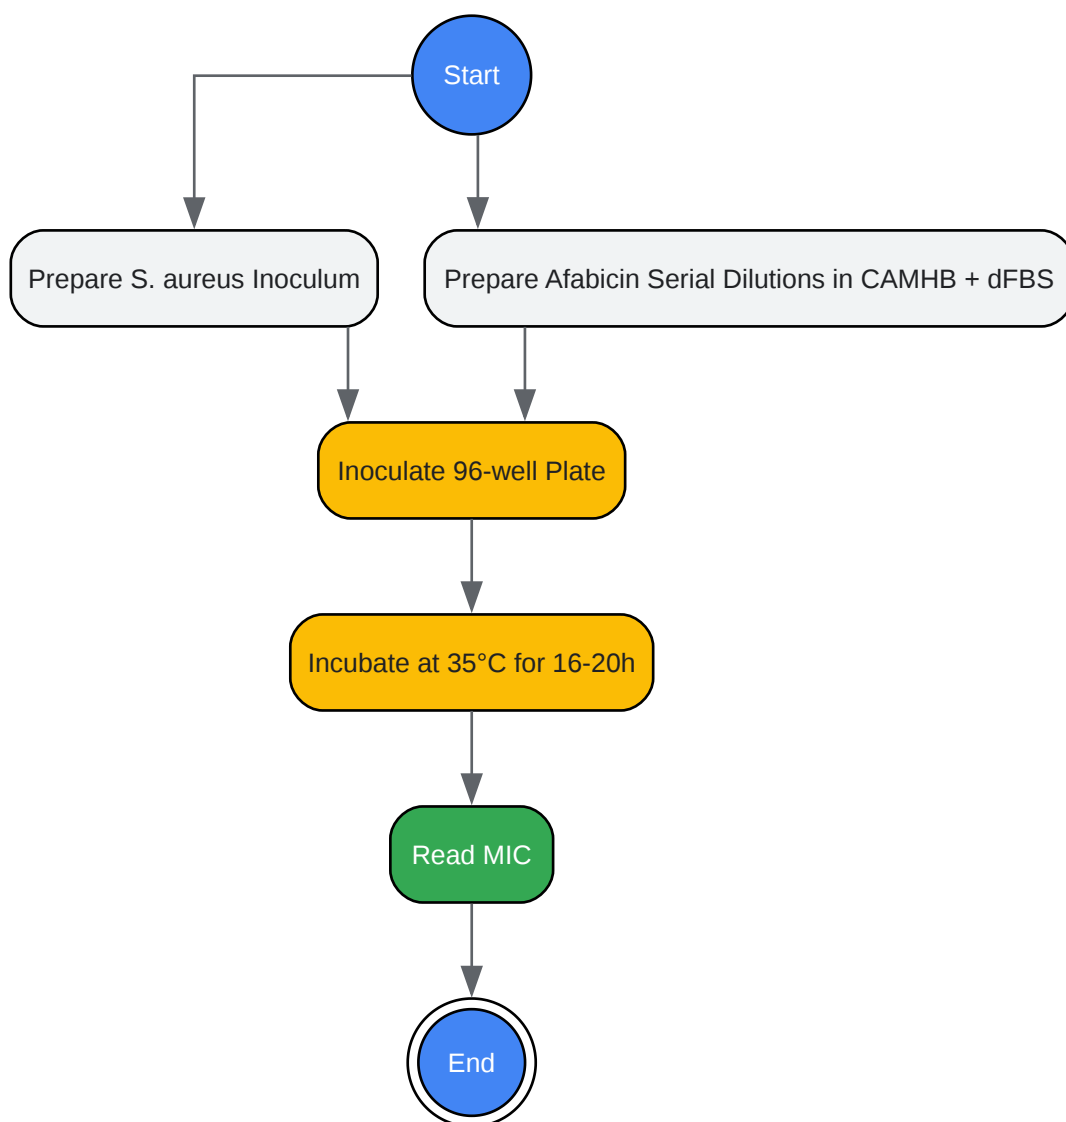 Start
Prepare S. aureus Inoculum
Prepare Afabicin Serial Dilutions in CAMHB + dFBS
Inoculate 96-well Plate
Incubate at 35°C for 16-20h
Read MIC
End